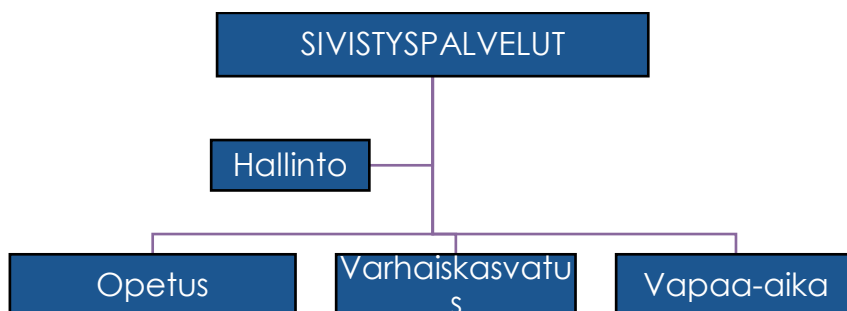 SIVISTYSPALVELUT
Hallinto
Opetus
Varhaiskasvatu
s
Vapaa-aika